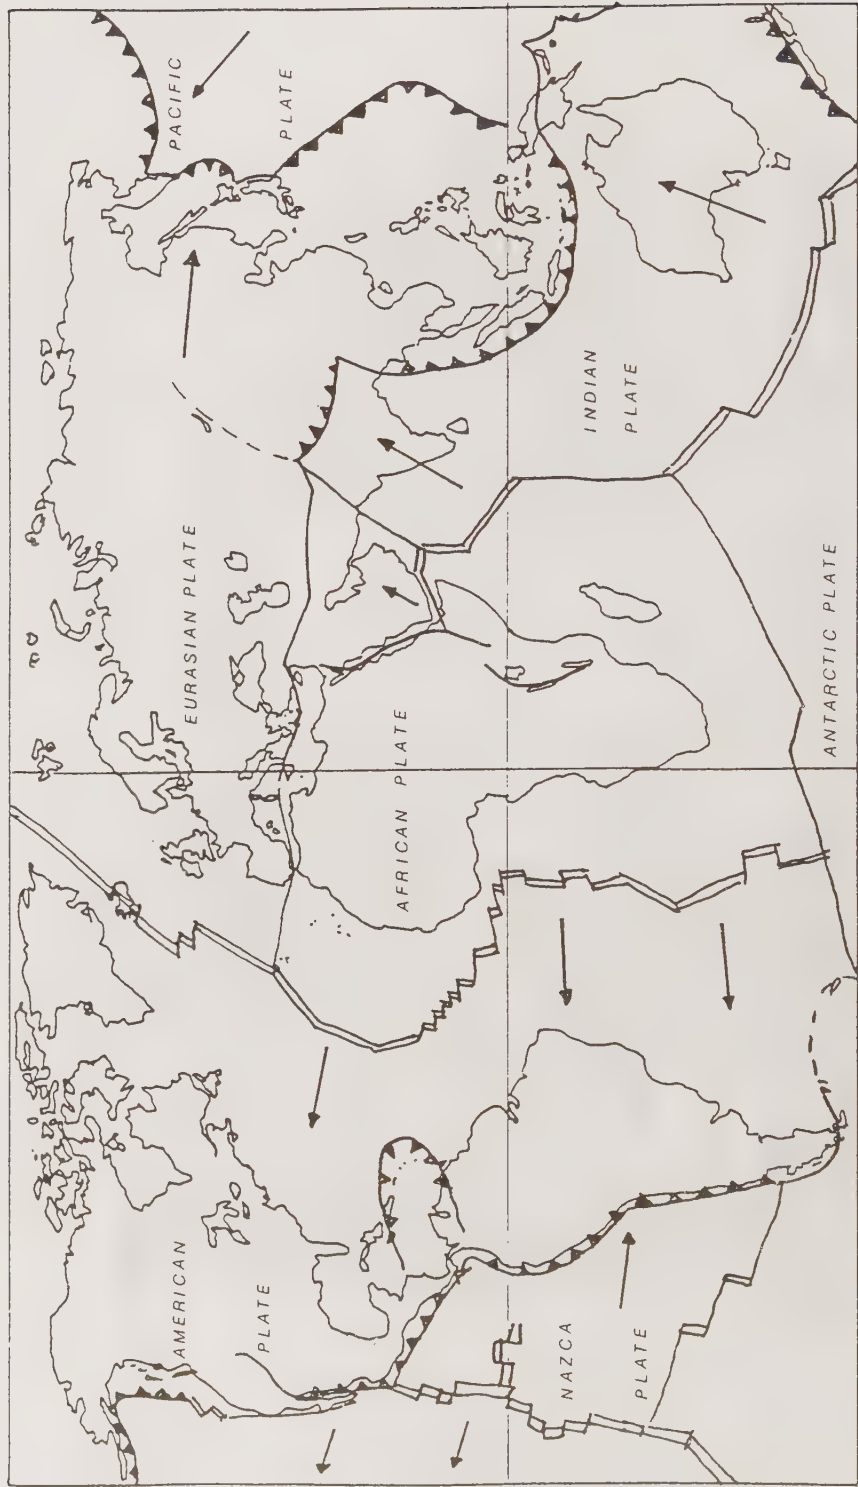 AMERICAN
PLATE
EURASIAN PLATE
PACIFIC
PLATE
AFRICAN PLATE
NAZCA
PLATE
INDIAN
PLATE
ANTARCTIC PLATE